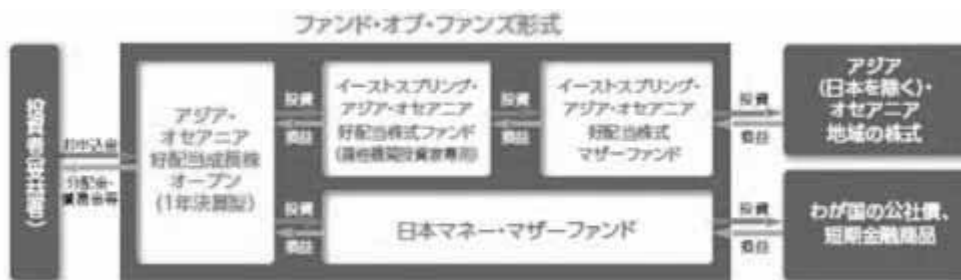 ファンド・オブ・ファンズ形式
投資者(受益者)
お申込金
分配金・
償還金等
アジア・
オセアニア
好配当成長株
オープン
(1年決算型)
投資
損益
イーストスプリング・
アジア・オセアニア
好配当株式ファンド
(適格機関投資家専用)
投資
損益
イーストスプリング・
アジア・オセアニア
好配当株式
マザーファンド
投資
損益
アジア
(日本を除く)・
オセアニア
地域の株式
投資
損益
日本マネー・マザーファンド
投資
損益
わが国の公社債、
短期金融商品